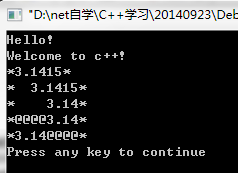 "D:\net自学\C++学习\20140923\Deb
Hello!
Welcome to c++!
*3.1415*
*  3.1415*
*    3.14*
*@@@@3.14*
*3.14@@@@*
Press any key to continue